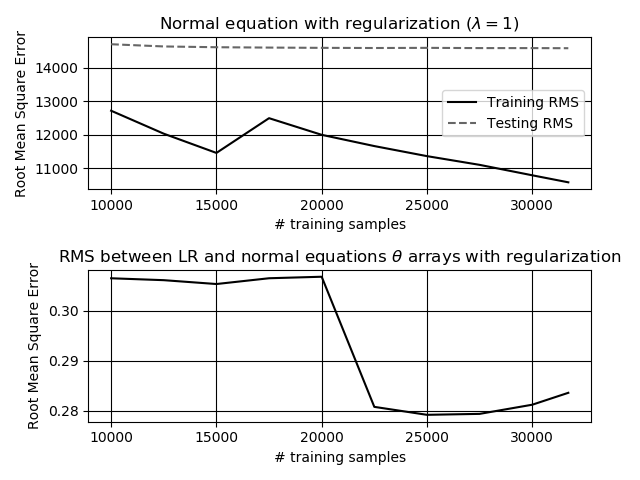 Normal equation with regularization (λ = 1)
Root Mean Square Error
14000
13000
12000
11000
Training RMS
Testing RMS
10000 15000 20000 25000 30000
# training samples
RMS between LR and normal equations θ arrays with regularization
Root Mean Square Error
0.30
0.29
0.28
10000 15000 20000 25000 30000
# training samples